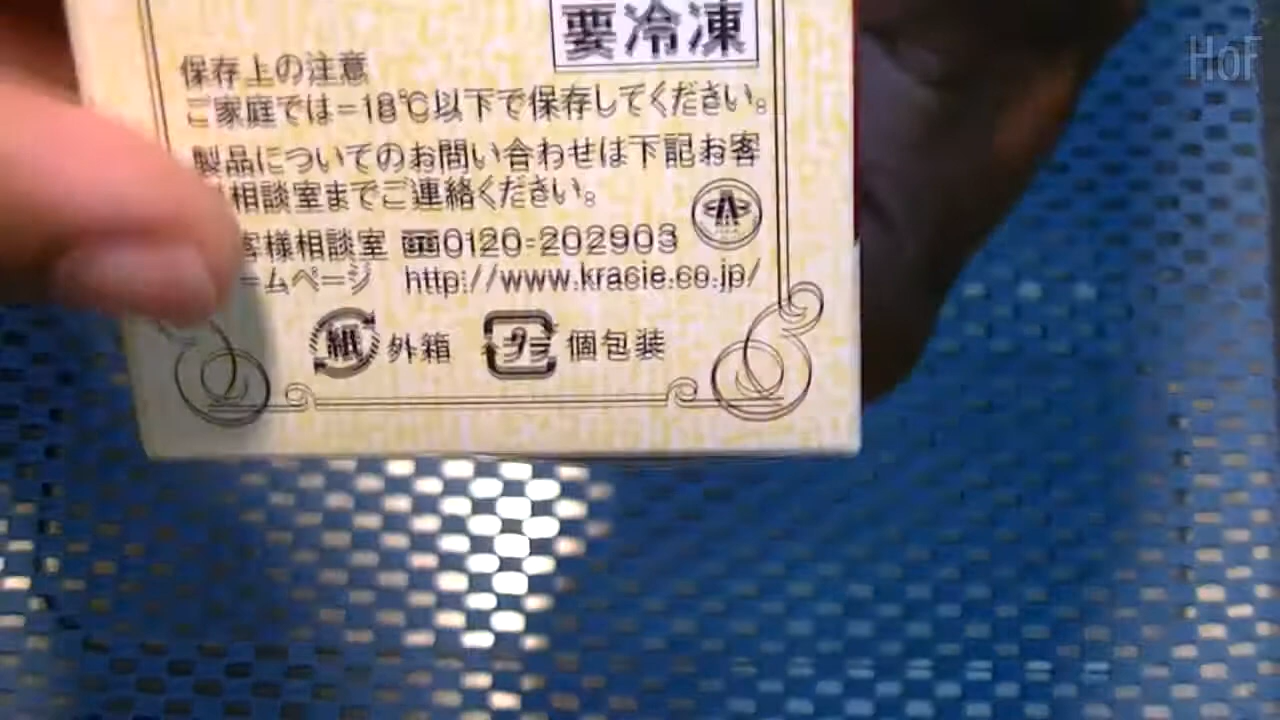 HoF
要冷凍
保存上の注意
ご家庭では-18℃以下で保存してください。
製品についてのお問い合わせは下記お客
相談室までご連絡ください。
客様相談室 0120-202903
ームページ http://www.kracie.co.jp/
紙 外箱 プラ 個包装